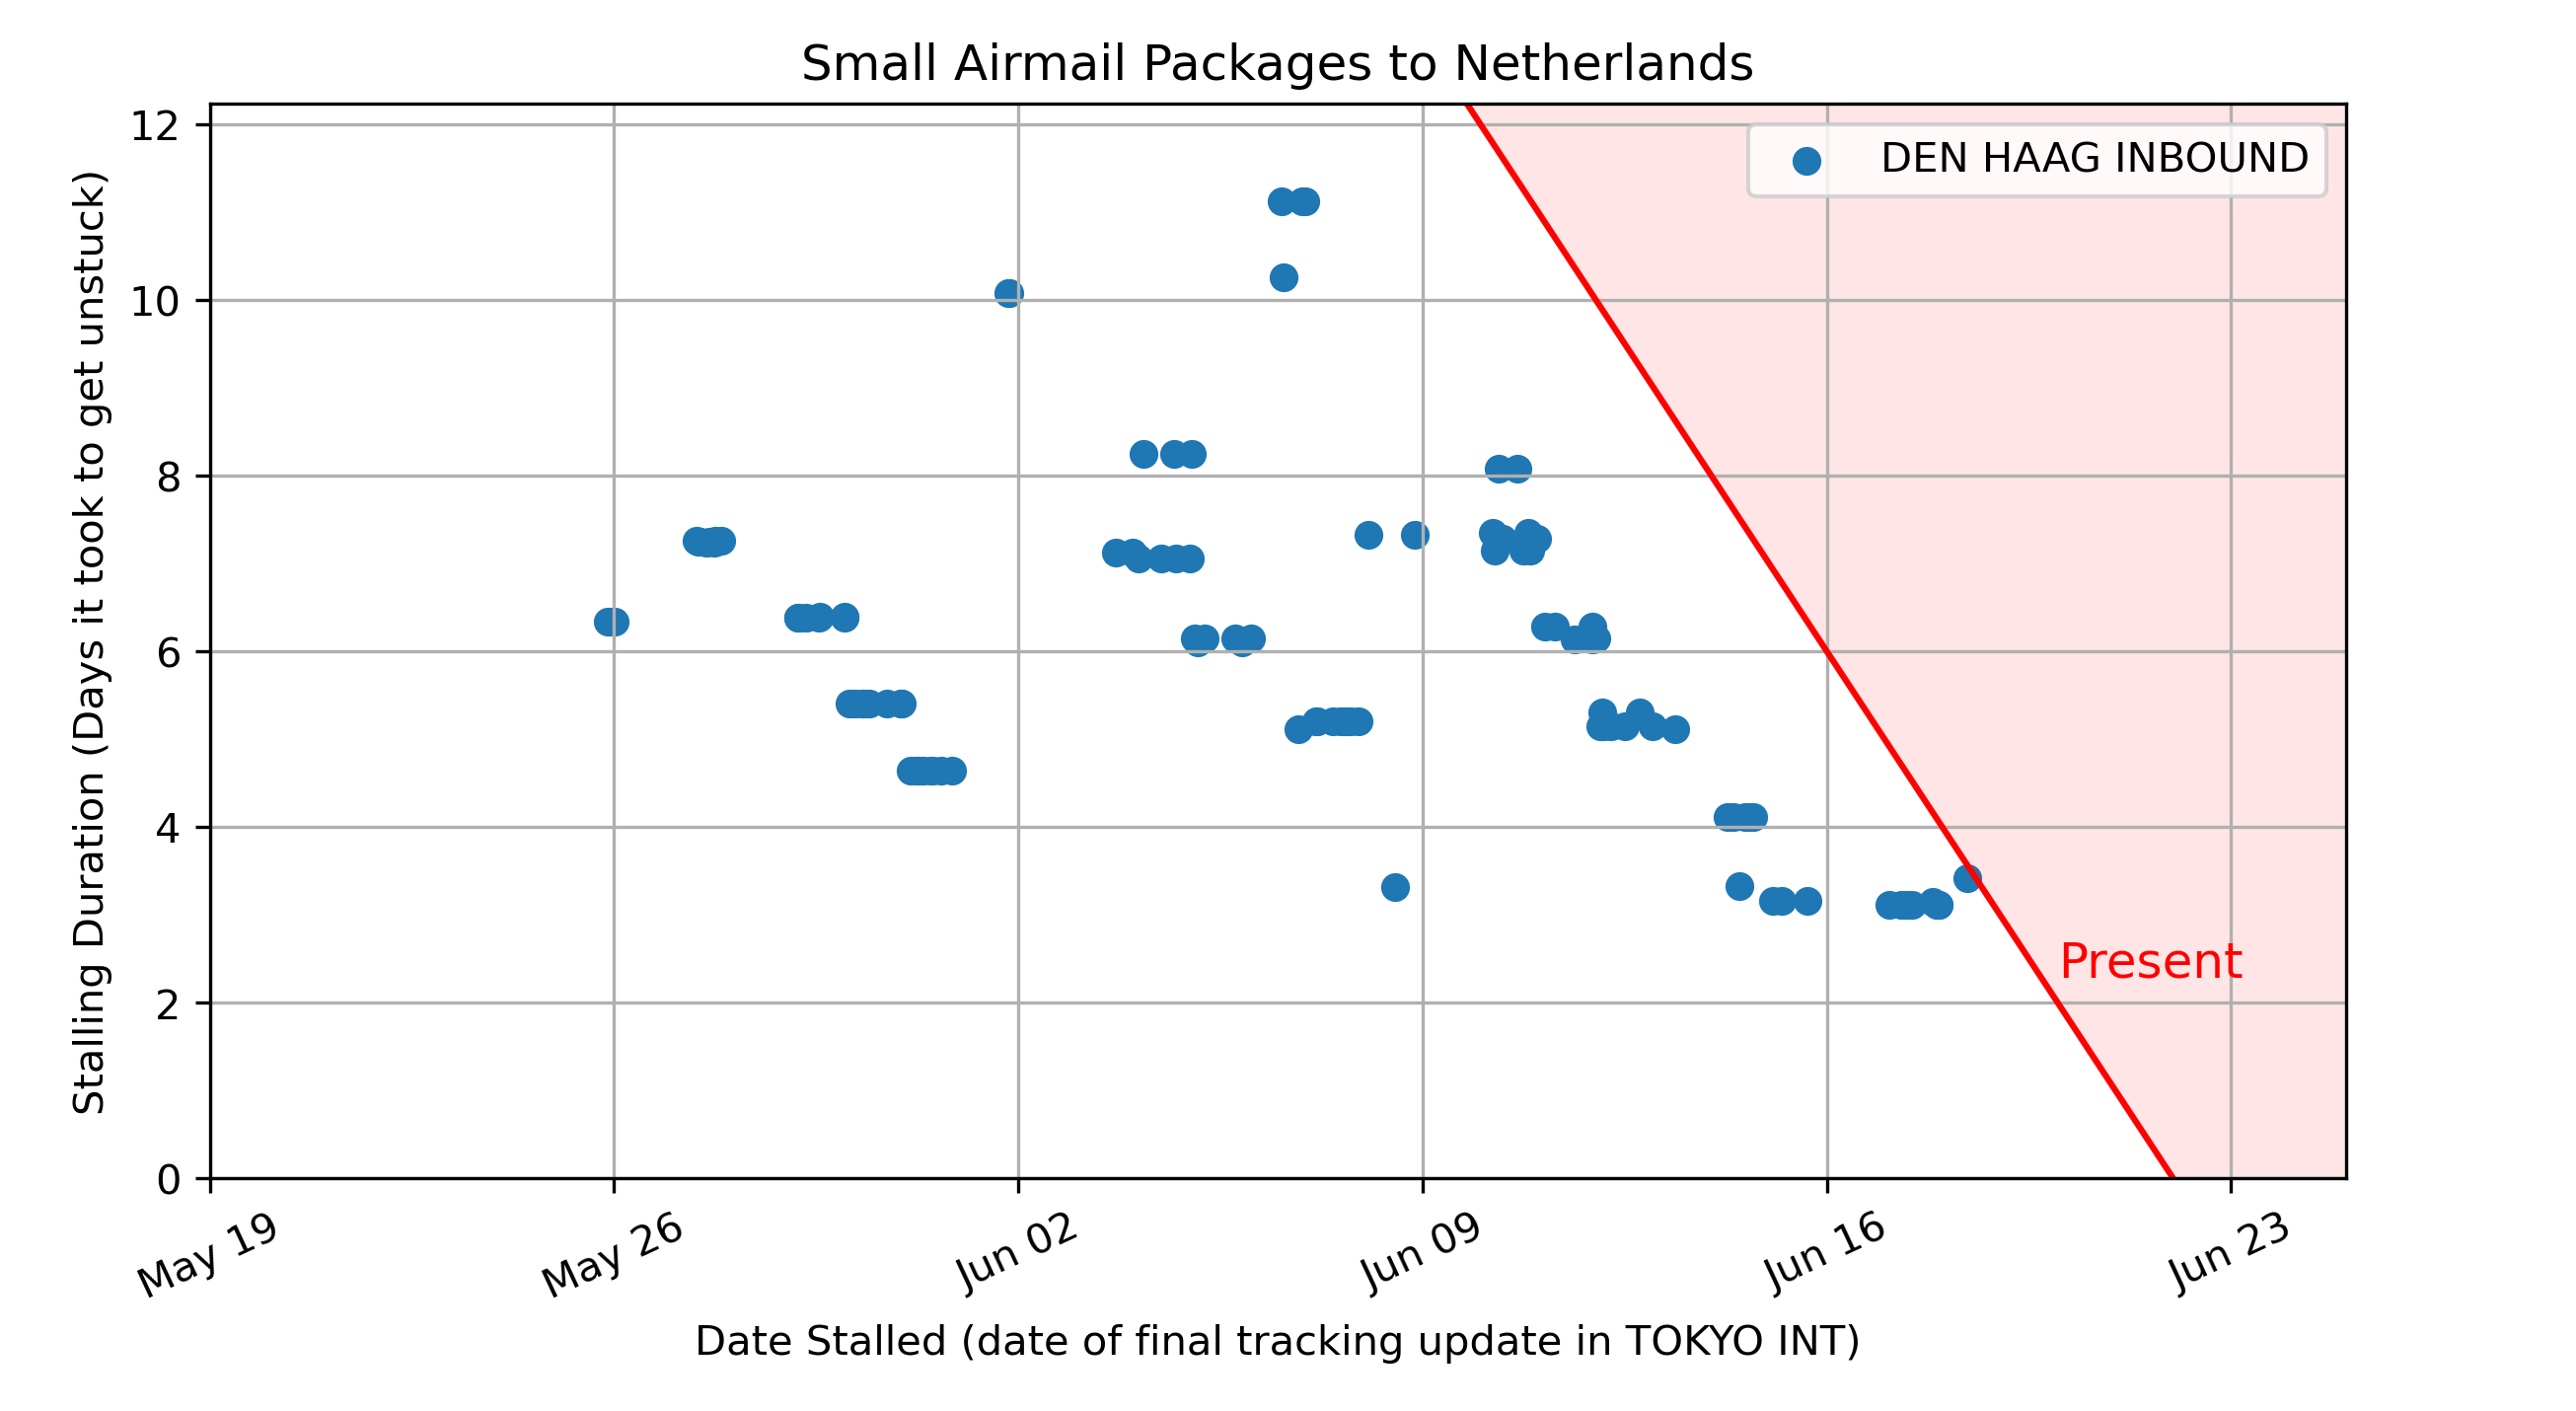 Small Airmail Packages to Netherlands
Stalling Duration (Days it took to get unstuck)
12
10
8
6
4
2
0
DEN HAAG INBOUND
Present
May 19
May 26
Jun 02
Jun 09
Jun 16
Jun 23
Date Stalled (date of final tracking update in TOKYO INT)